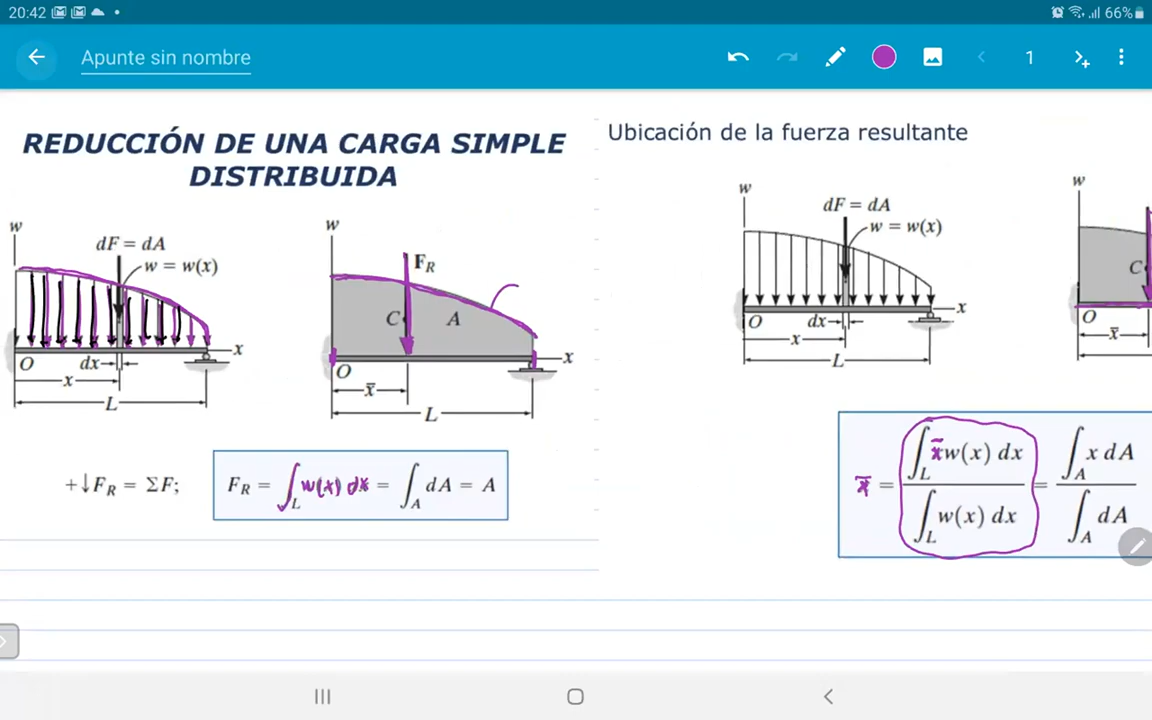 20:42
66%
Apunte sin nombre
1
REDUCCIÓN DE UNA CARGA SIMPLE
DISTRIBUIDA
w
dF = dA
w = w(x)
x
O
dx
x
L
w
F_R
C
A
x
O
x̄
L
+↓F_R = ΣF;
F_R = ∫_L w(x) dx = ∫_A dA = A
Ubicación de la fuerza resultante
w
dF = dA
w = w(x)
x
O
dx
x
L
w
C
O
x̄
x̄ = ∫_L x̄w(x) dx / ∫_L w(x) dx = ∫_A x dA / ∫_A dA